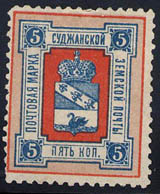 5 СУДЖАНСКОЙ 5
ПОЧТОВАЯ МАРКА
ЗЕМСКОЙ ПОЧТЫ
5 ПЯТЬ КОП. 5